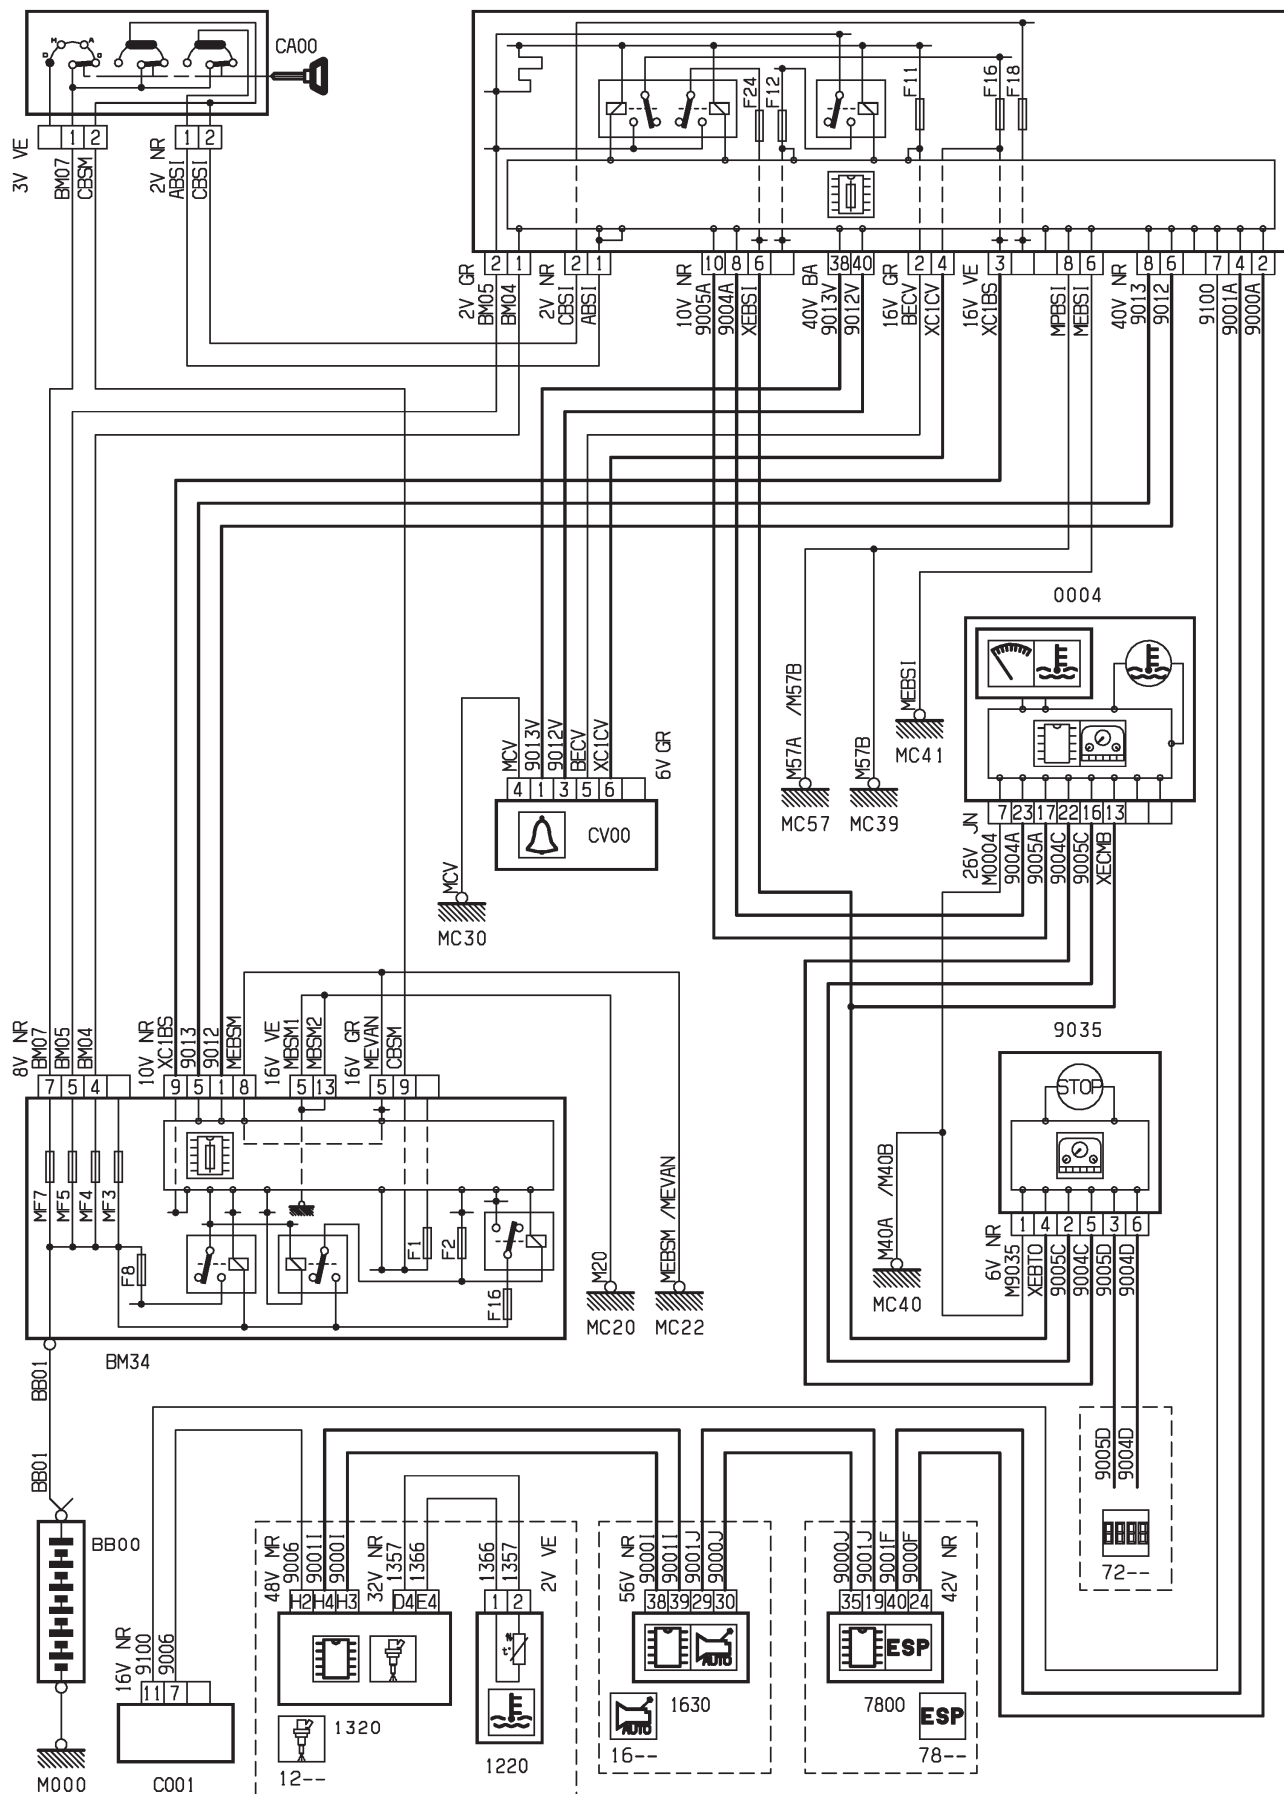 CA00
H A
D
3V VE
1 2
BM07
CBSM
2V NR
1 2
ABSI
CBSI
F24
F12
F11
F16
F18
2 1
2V GR
BM05
BM04
2 1
2V NR
CBSI
ABSI
10 8 6
10V NR
9005A
9004A
XEBSI
38 40
40V BA
9013V
9012V
2 4
16V GR
BECV
XC1CV
3
16V VE
XC1BS
8 6
MPBSI
MEBSI
8 6
40V NR
9013
9012
7 4 2
9100
9001A
9000A
0004
M57A /M57B
MC57
M57B
MC39
MEBSI
MC41
7 23 17 22 16 13
26V JN
M0004
9004A
9005A
9004C
9005C
XECMB
MCV
9013V
9012V
BECV
XC1CV
6V GR
4 1 3 5 6
CV00
MCV
MC30
8V NR
BM07
BM05
BM04
7 5 4
10V NR
XC1BS
9013
9012
MEBSM
9 5 1 8
16V VE
MBSM1
MBSM2
5 13
16V GR
MEVAN
CBSM
5 9
MF7
MF5
MF4
MF3
F8
F1
F2
F16
BM34
M20
MC20
MEBSM /MEVAN
MC22
9035
STOP
1 4 2 5 3 6
6V NR
M9035
XEBTO
9005C
9004C
9005D
9004D
M40A /M40B
MC40
9005D
9004D
72--
BB01
BB01
BB00
M000
16V NR
9100
9006
11 7
C001
48V MR
9006
9001I
9000I
H2 H4 H3
32V NR
1357
1366
D4 E4
1320
12--
1366
1357
2V VE
1 2
t°
1220
56V NR
9000I
9001I
9001J
9000J
38 39 29 30
AUTO
1630
AUTO
16--
9000J
9001J
9001F
9000F
42V NR
35 19 40 24
ESP
7800
ESP
78--